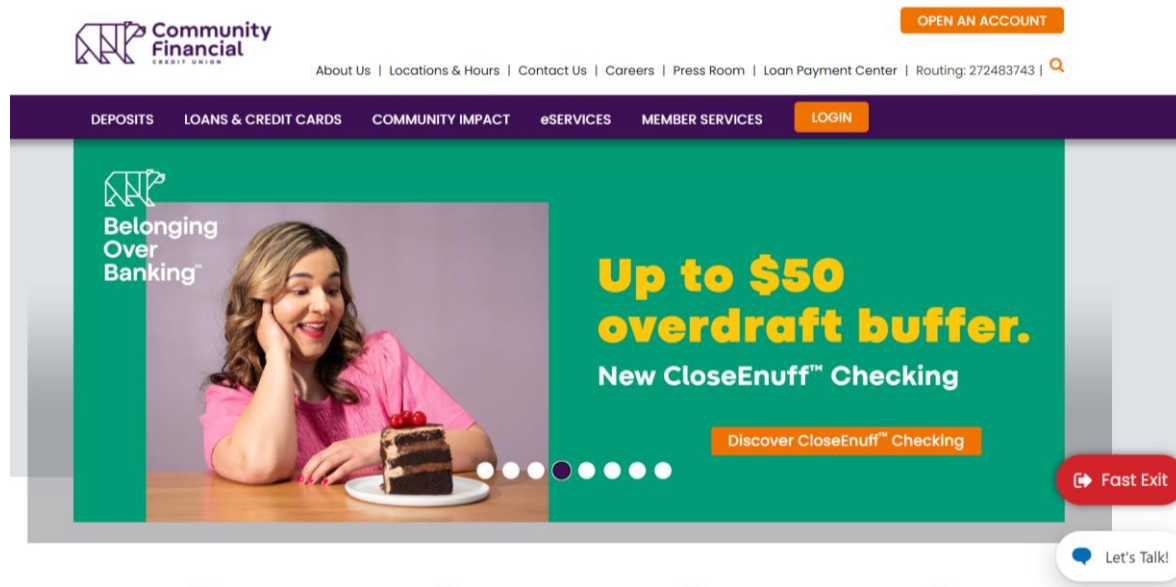 Community
Financial
CREDIT UNION
OPEN AN ACCOUNT
About Us | Locations & Hours | Contact Us | Careers | Press Room | Loan Payment Center | Routing: 272483743 |
DEPOSITS LOANS & CREDIT CARDS COMMUNITY IMPACT eSERVICES MEMBER SERVICES LOGIN
Belonging
Over
Banking™
Up to $50
overdraft buffer.
New CloseEnuff™ Checking
Discover CloseEnuff™ Checking
Fast Exit
Let's Talk!